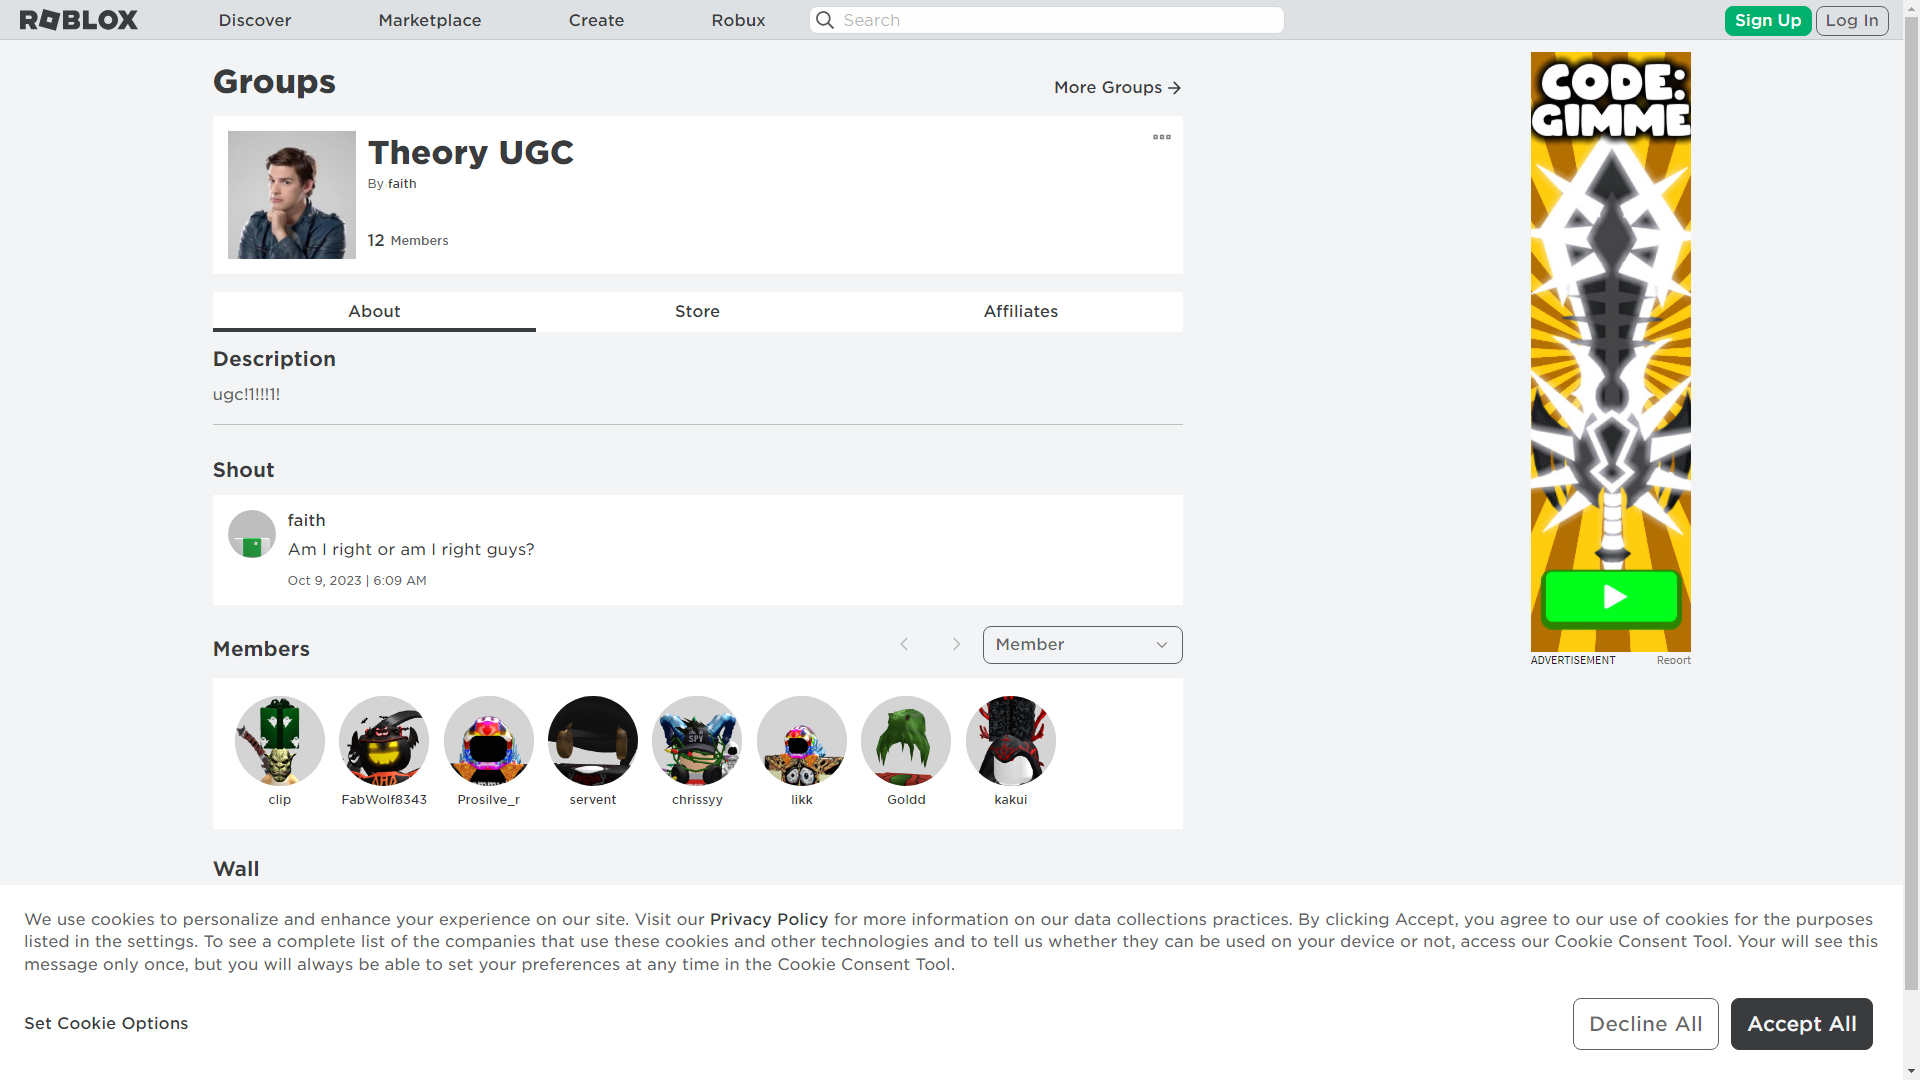 ROBLOX
Discover
Marketplace
Create
Robux
Search
Sign Up
Log In
Groups
More Groups
Theory UGC
By faith
12 Members
About
Store
Affiliates
Description
ugc!1!!!1!
Shout
faith
Am I right or am I right guys?
Oct 9, 2023 | 6:09 AM
Members
Member
SPY
clip
FabWolf8343
Prosilve_r
servent
chrissyy
likk
Goldd
kakui
Wall
CODE:
GIMME
ADVERTISEMENT
Report
We use cookies to personalize and enhance your experience on our site. Visit our Privacy Policy for more information on our data collections practices. By clicking Accept, you agree to our use of cookies for the purposes
listed in the settings. To see a complete list of the companies that use these cookies and other technologies and to tell us whether they can be used on your device or not, access our Cookie Consent Tool. Your will see this
message only once, but you will always be able to set your preferences at any time in the Cookie Consent Tool.
Set Cookie Options
Decline All
Accept All